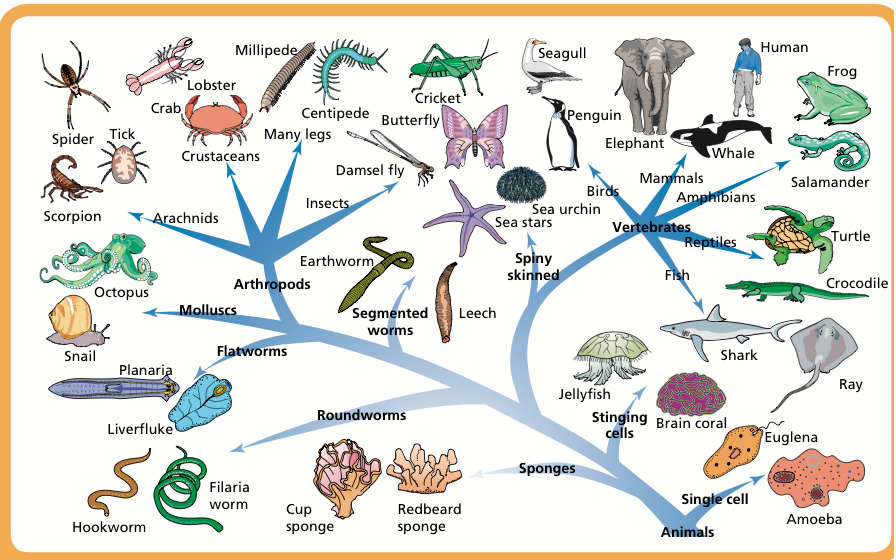 Millipede
Seagull
Human
Frog
Lobster
Crab
Centipede
Cricket
Butterfly
Penguin
Spider
Tick
Many legs
Elephant
Whale
Crustaceans
Damsel fly
Mammals
Salamander
Birds
Amphibians
Scorpion
Arachnids
Insects
Sea urchin
Sea stars
Vertebrates
Turtle
Reptiles
Earthworm
Spiny
skinned
Fish
Octopus
Arthropods
Crocodile
Molluscs
Segmented
worms
Leech
Snail
Flatworms
Shark
Planaria
Ray
Jellyfish
Liverfluke
Roundworms
Stinging
cells
Brain coral
Euglena
Sponges
Filaria
worm
Single cell
Cup
sponge
Redbeard
sponge
Hookworm
Amoeba
Animals